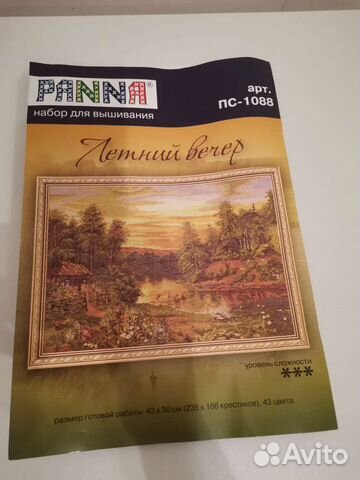 PANNA®
набор для вышивания
арт.
ПС-1088
Летний вечер
уровень сложности
***
размер готовой работы: 43 x 30 см (235 x 166 крестиков), 43 цвета
Avito